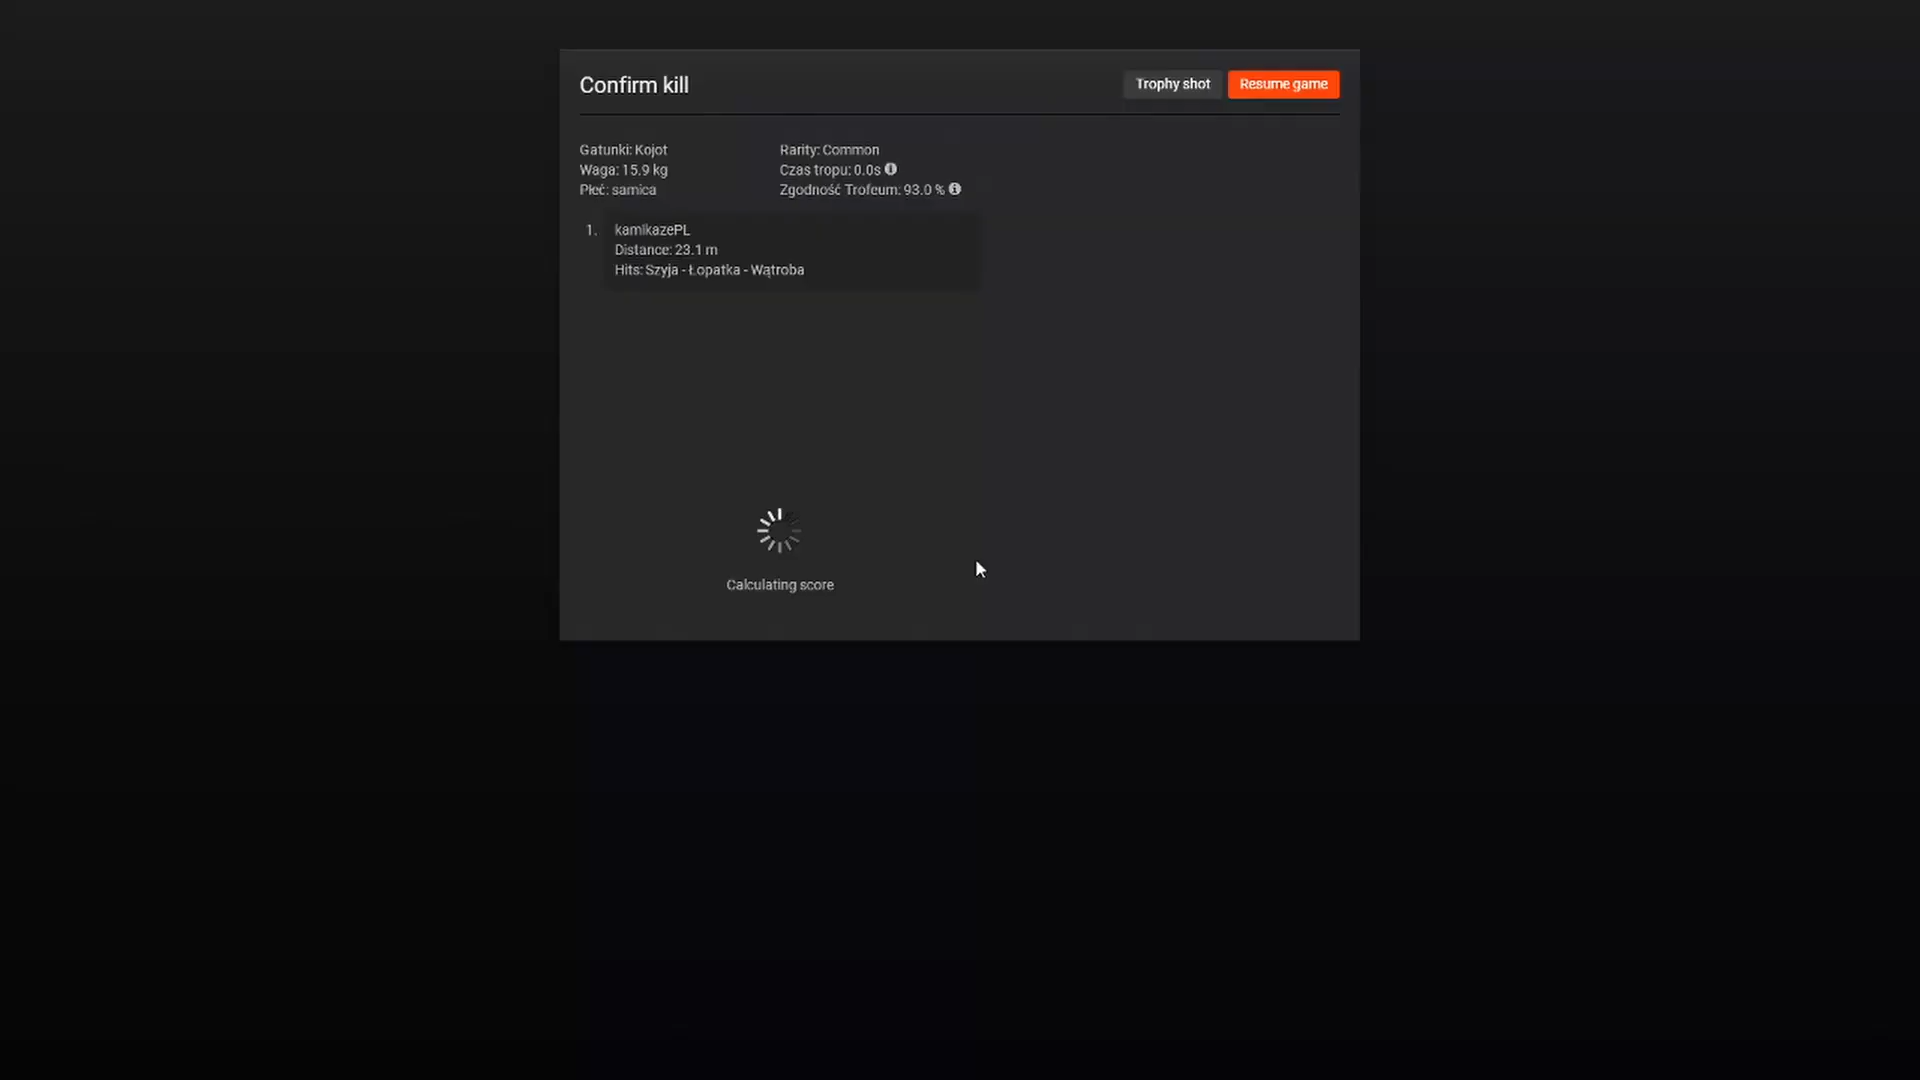 Confirm kill
Trophy shot
Resume game
Gatunki: Kojot
Waga: 15.9 kg
Płeć: samica
Rarity: Common
Czas tropu: 0.0s
Zgodność Trofeum: 93.0 %
1.
kamikazePL
Distance: 23.1 m
Hits: Szyja - Łopatka - Wątroba
Calculating score